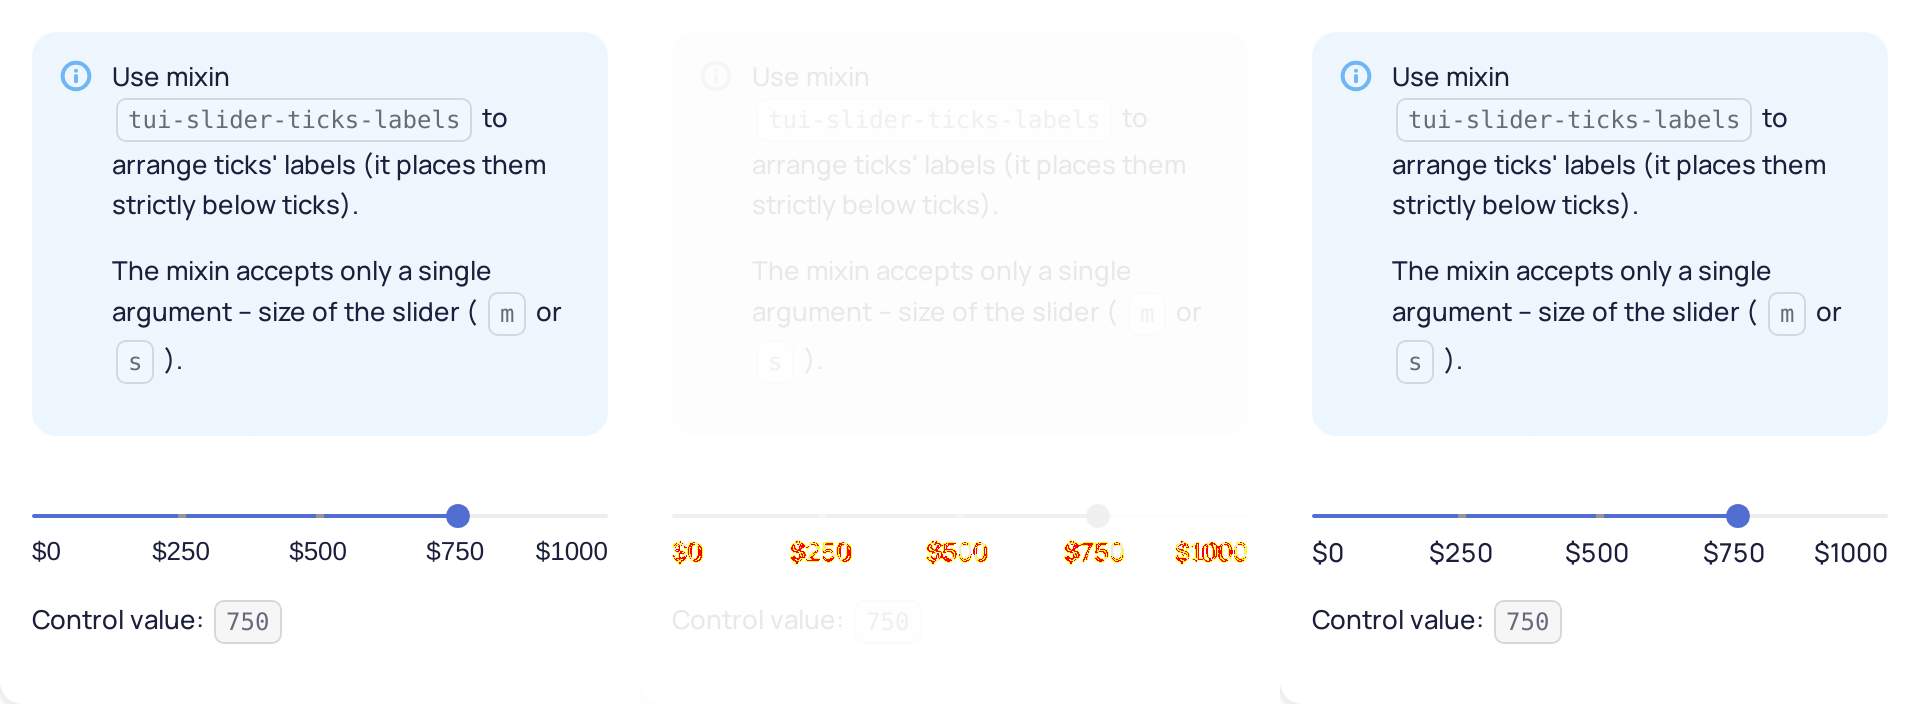 Use mixin
tui-slider-ticks-labels to
arrange ticks' labels (it places them
strictly below ticks).
The mixin accepts only a single
argument – size of the slider ( m or
s ).
$0 $250 $500 $750 $1000
Control value: 750
Use mixin
tui-slider-ticks-labels to
arrange ticks' labels (it places them
strictly below ticks).
The mixin accepts only a single
argument – size of the slider ( m or
s ).
$0 $250 $500 $750 $1000
Control value: 750
Use mixin
tui-slider-ticks-labels to
arrange ticks' labels (it places them
strictly below ticks).
The mixin accepts only a single
argument – size of the slider ( m or
s ).
$0 $250 $500 $750 $1000
Control value: 750